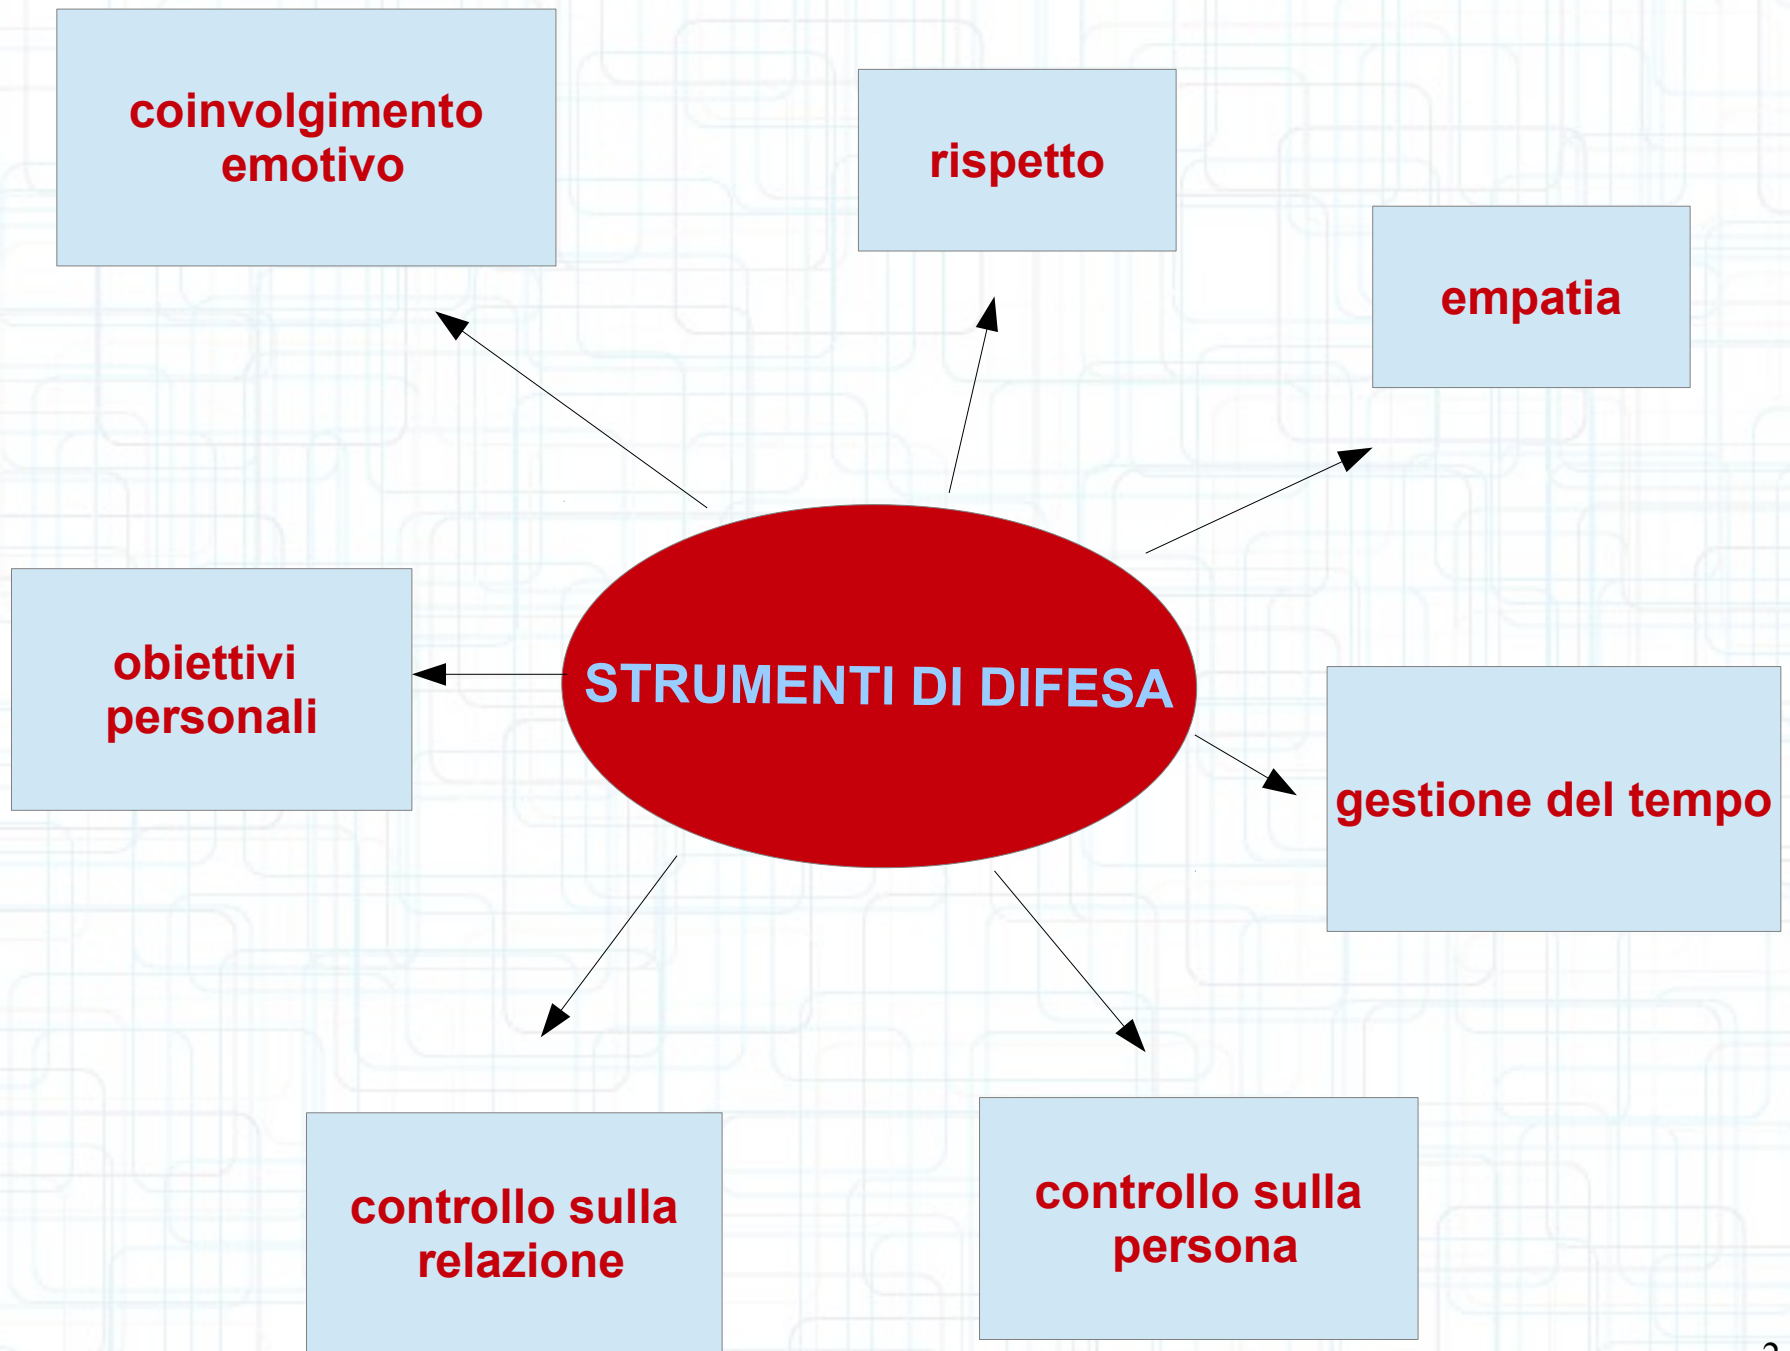 coinvolgimento
emotivo
rispetto
empatia
obiettivi
personali
STRUMENTI DI DIFESA
gestione del tempo
controllo sulla
relazione
controllo sulla
persona